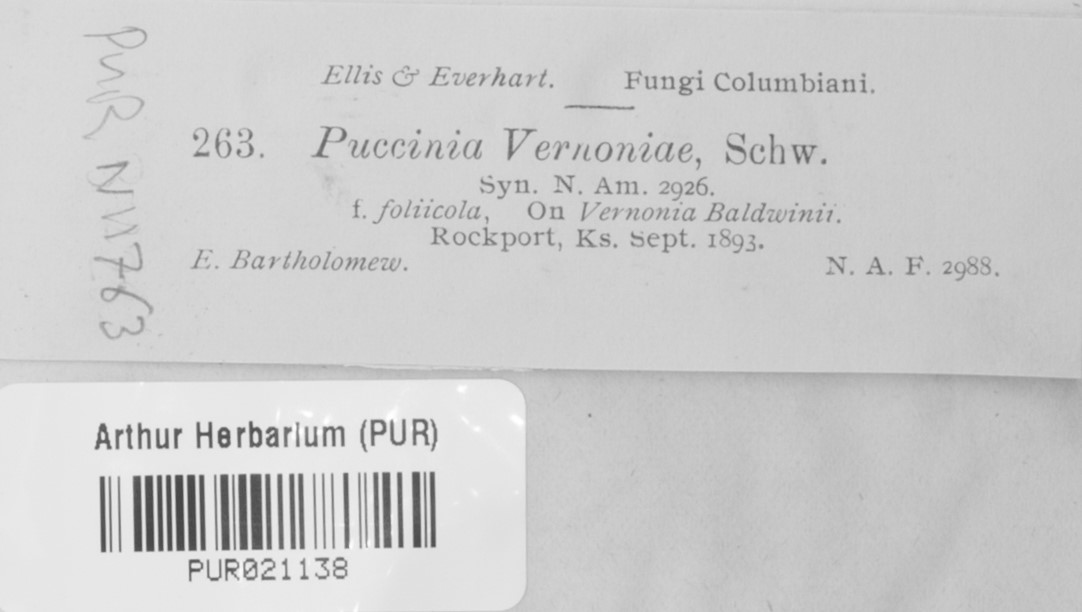 Ellis & Everhart. Fungi Columbiani.
263. Puccinia Vernoniae, Schw.
Syn. N. Am. 2926.
f. foliicola, On Vernonia Baldwinii.
Rockport, Ks. Sept. 1893.
E. Bartholomew. N. A. F. 2988.
PUR N11763
Arthur Herbarium (PUR)
PUR021138